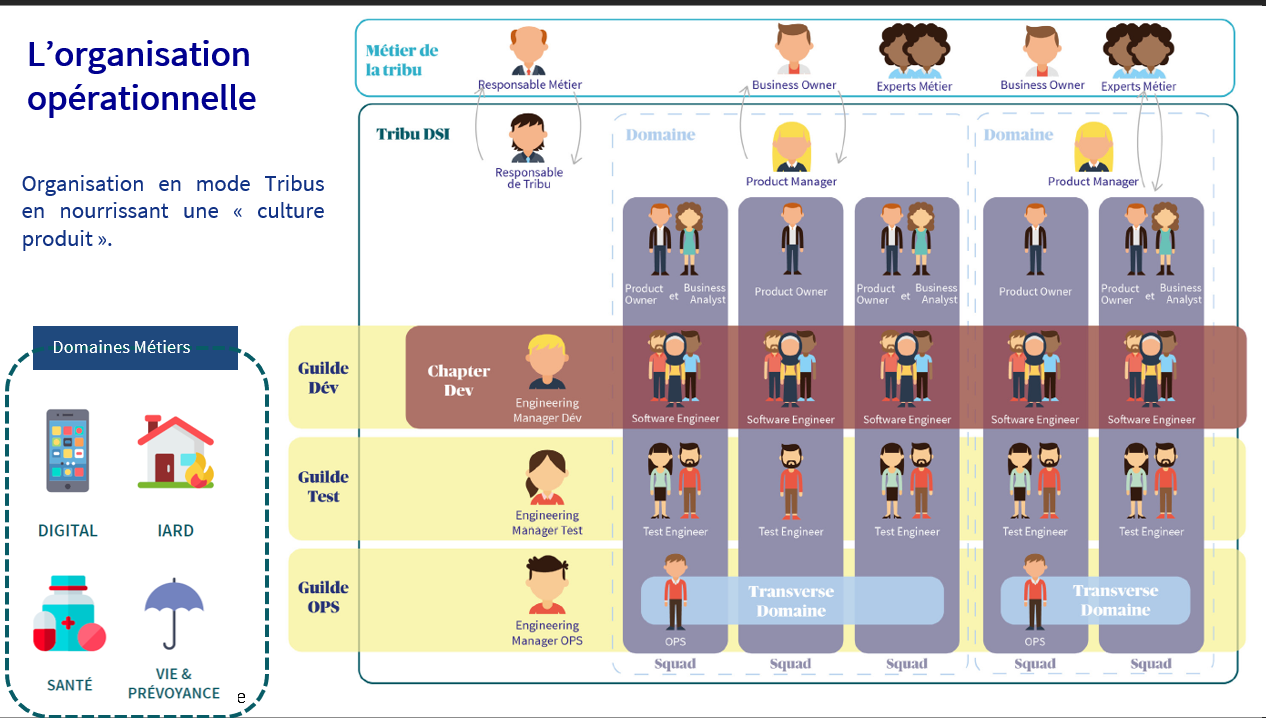 L'organisation
opérationnelle
Organisation en mode Tribus
en nourrissant une « culture
produit ».
Domaines Métiers
DIGITAL
IARD
SANTÉ
VIE &
PRÉVOYANCE
e
Métier de
la tribu
Responsable Métier
Business Owner
Experts Métier
Business Owner
Experts Métier
Tribu DSI
Responsable
de Tribu
Domaine
Product Manager
Domaine
Product Manager
Product
Owner
et
Business
Analyst
Product Owner
Product
Owner
et
Business
Analyst
Product Owner
Product
Owner
et
Business
Analyst
Guilde
Dév
Chapter
Dev
Engineering
Manager Dév
Software Engineer
Software Engineer
Software Engineer
Software Engineer
Software Engineer
Guilde
Test
Engineering
Manager Test
Test Engineer
Test Engineer
Test Engineer
Test Engineer
Test Engineer
Guilde
OPS
Engineering
Manager OPS
OPS
Transverse
Domaine
OPS
Transverse
Domaine
Squad
Squad
Squad
Squad
Squad